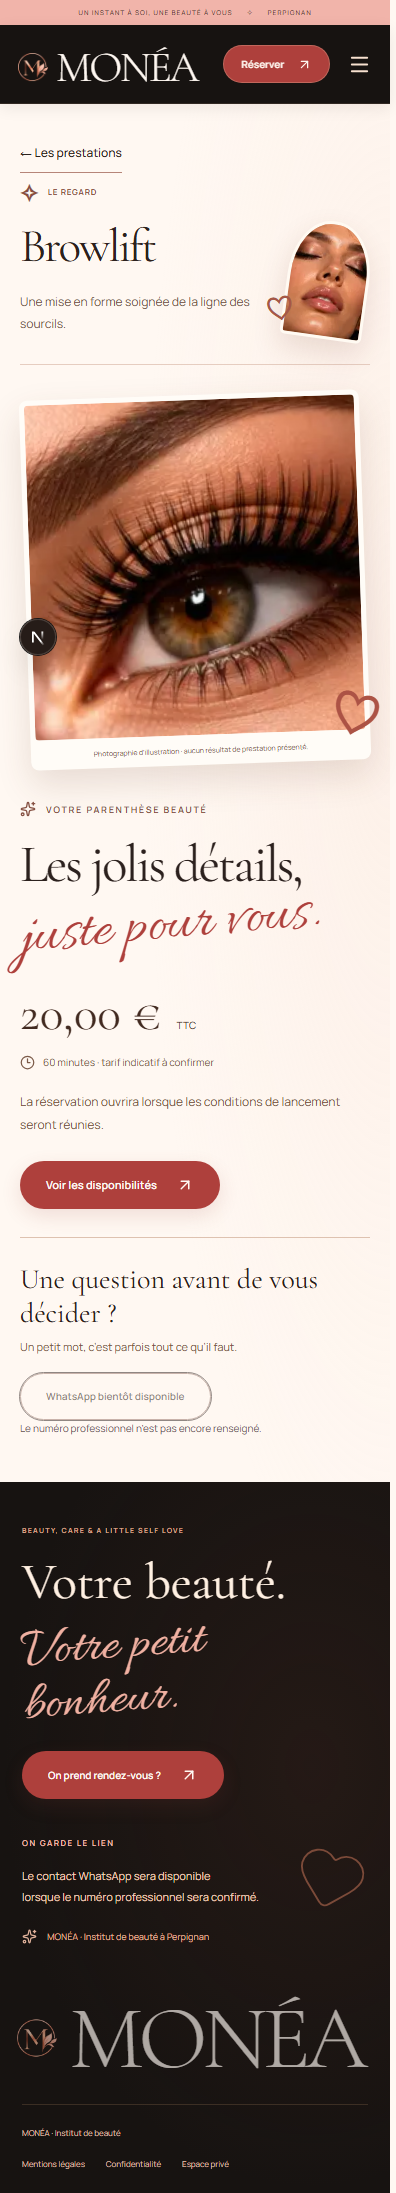 UN INSTANT À SOI, UNE BEAUTÉ À VOUS ✧ PERPIGNAN
M MONÉA Réserver
← Les prestations
LE REGARD
Browlift
Une mise en forme soignée de la ligne des
sourcils.
N
Photographie d'illustration · aucun résultat de prestation présenté.
VOTRE PARENTHÈSE BEAUTÉ
Les jolis détails,
juste pour vous.
20,00 € TTC
60 minutes · tarif indicatif à confirmer
La réservation ouvrira lorsque les conditions de lancement
seront réunies.
Voir les disponibilités
Une question avant de vous
décider ?
Un petit mot, c'est parfois tout ce qu'il faut.
WhatsApp bientôt disponible
Le numéro professionnel n'est pas encore renseigné.
BEAUTY, CARE & A LITTLE SELF LOVE
Votre beauté.
Votre petit
bonheur.
On prend rendez-vous ?
ON GARDE LE LIEN
Le contact WhatsApp sera disponible
lorsque le numéro professionnel sera confirmé.
MONÉA · Institut de beauté à Perpignan
M MONÉA
MONÉA · Institut de beauté
Mentions légales Confidentialité Espace privé